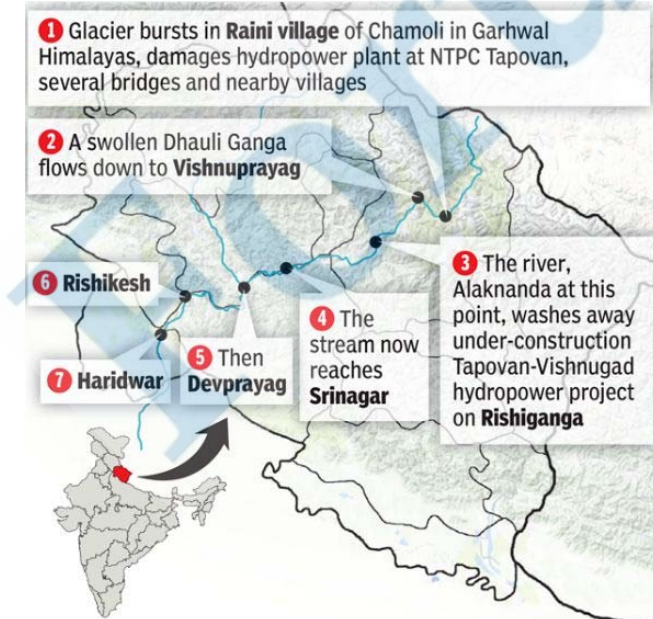 1 Glacier bursts in Raini village of Chamoli in Garhwal
Himalayas, damages hydropower plant at NTPC Tapovan,
several bridges and nearby villages
2 A swollen Dhauli Ganga
flows down to Vishnuprayag
3 The river,
Alaknanda at this
point, washes away
under-construction
Tapovan-Vishnugad
hydropower project
on Rishiganga
4 The
stream now
reaches
Srinagar
5 Then
Devprayag
6 Rishikesh
7 Haridwar